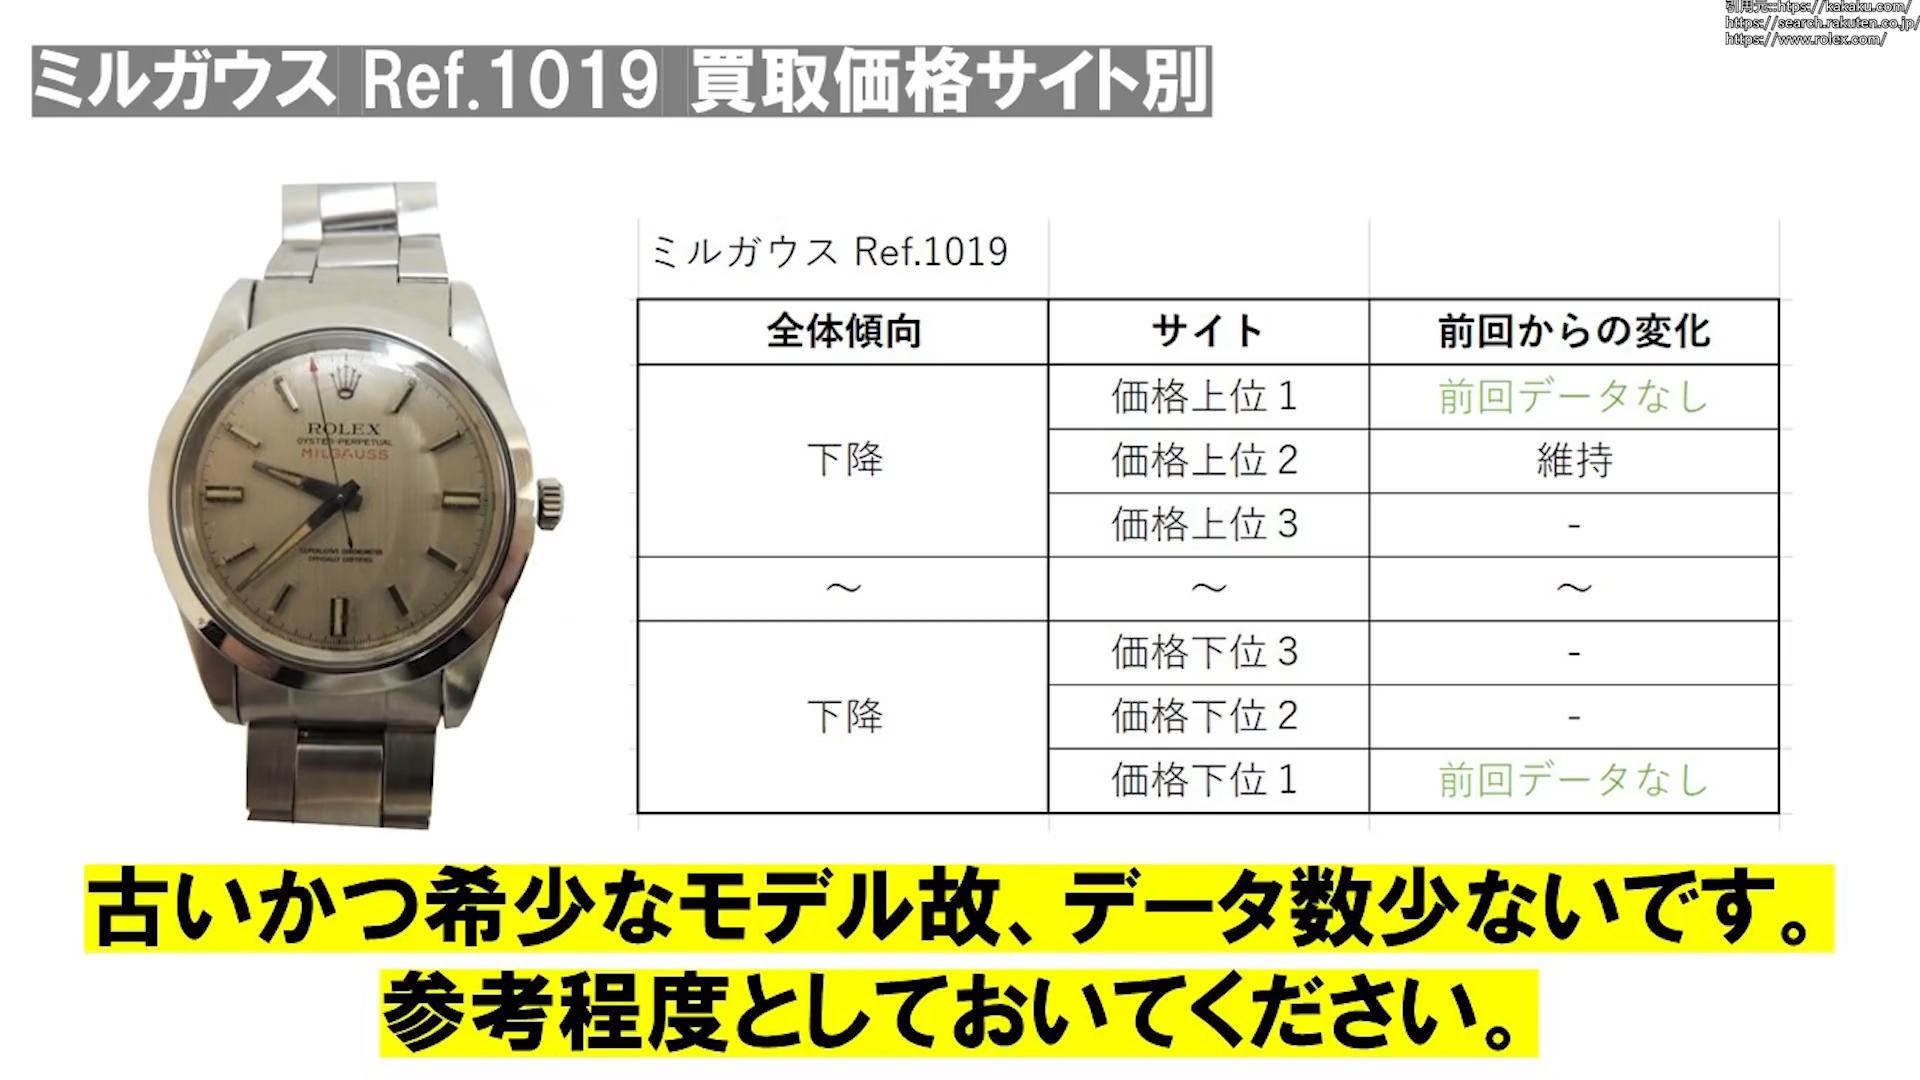 引用元::https://kakaku.com/
https://search.rakuten.co.jp/
https://www.rolex.com/
ミルガウス Ref.1019 買取価格サイト別
ROLEX
OYSTER-PERPETUAL
MILGAUSS
SUPERLATIVE CHRONOMETER
OFFICIALLY CERTIFIED
ミルガウス Ref.1019
全体傾向 サイト 前回からの変化
下降 価格上位1 前回データなし
価格上位2 維持
価格上位3 -
～ ～ ～
下降 価格下位3 -
価格下位2 -
価格下位1 前回データなし
古いかつ希少なモデル故、データ数少ないです。
参考程度としておいてください。